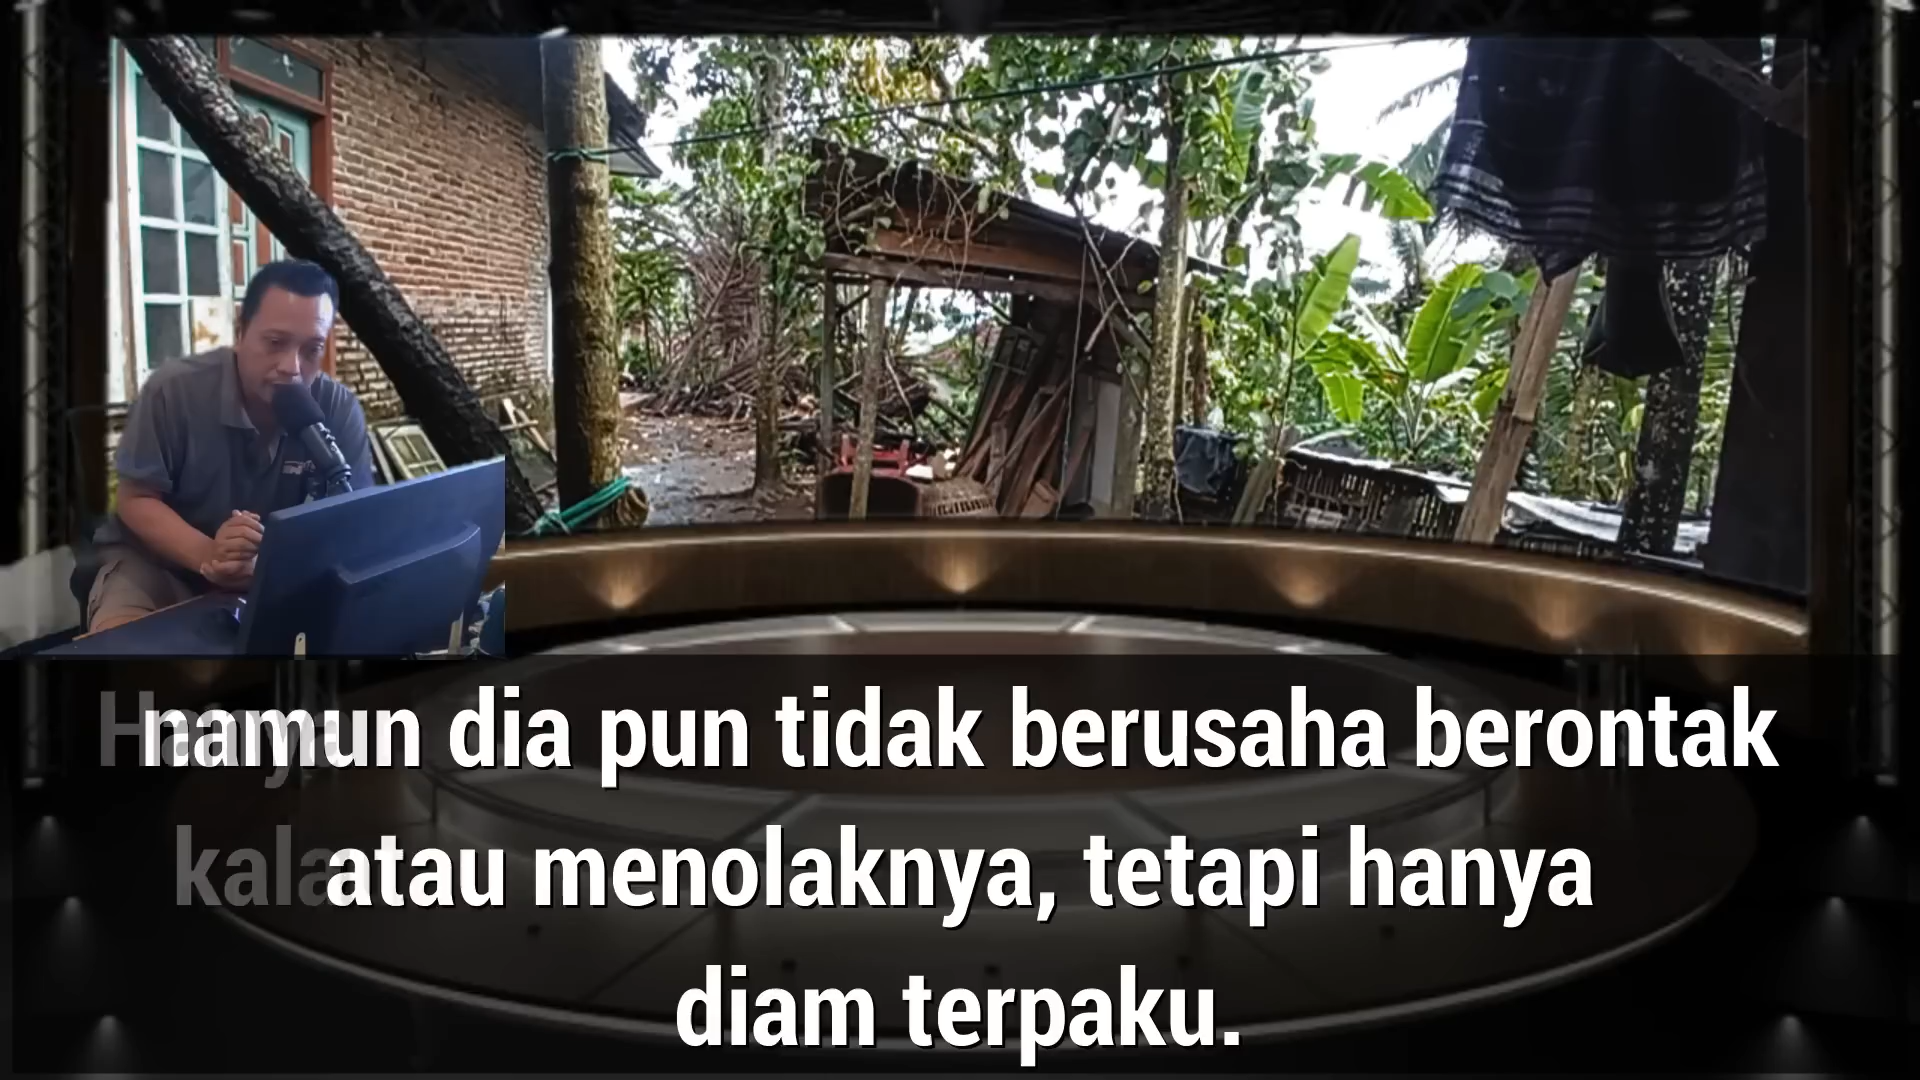 namun dia pun tidak berusaha berontak
atau menolaknya, tetapi hanya
diam terpaku.